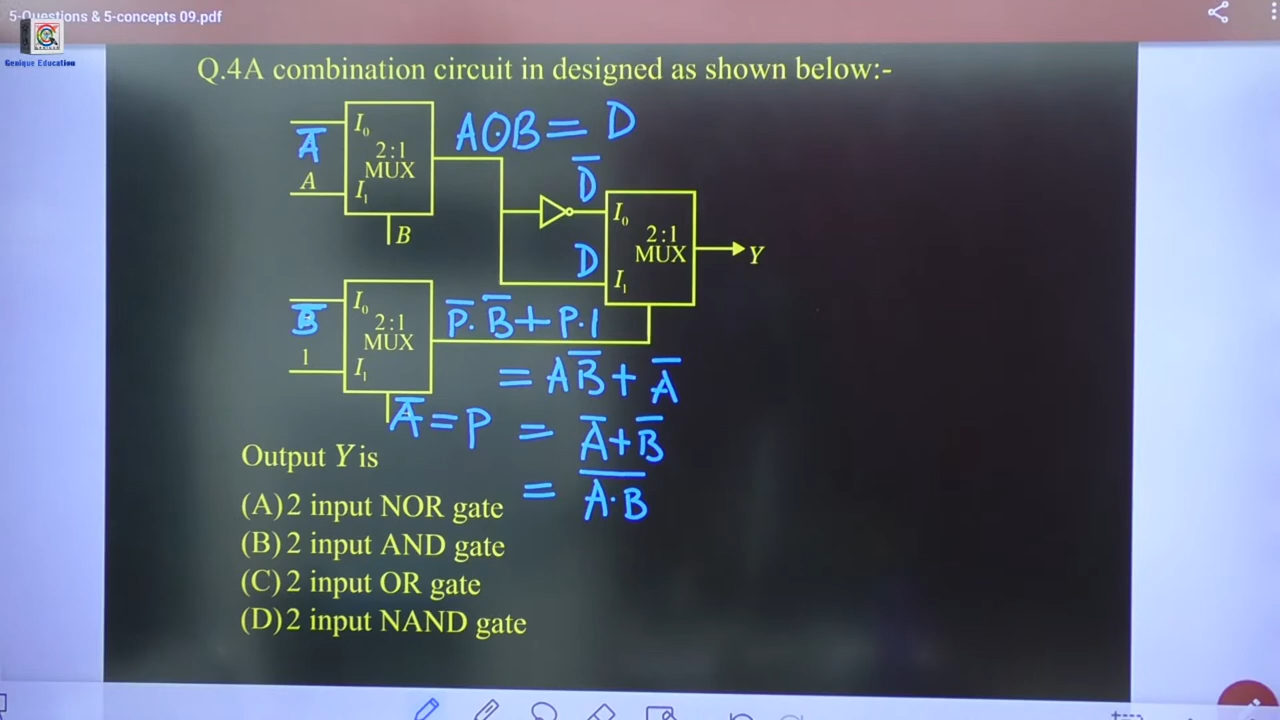 5-Questions & 5-concepts 09.pdf
Genique Education
Q.4A combination circuit in designed as shown below:-
A̅
I₀
2:1
MUX
A
I₁
B
A⊙B = D
D̅
D
I₀
2:1
MUX
I₁
Y
B̅
I₀
2:1
MUX
1
I₁
A̅ = P
P̅.B̅ + P.1
= AB̅ + A̅
= A̅+B̅
= \overline{A·B}
Output Y is
(A) 2 input NOR gate
(B) 2 input AND gate
(C) 2 input OR gate
(D) 2 input NAND gate